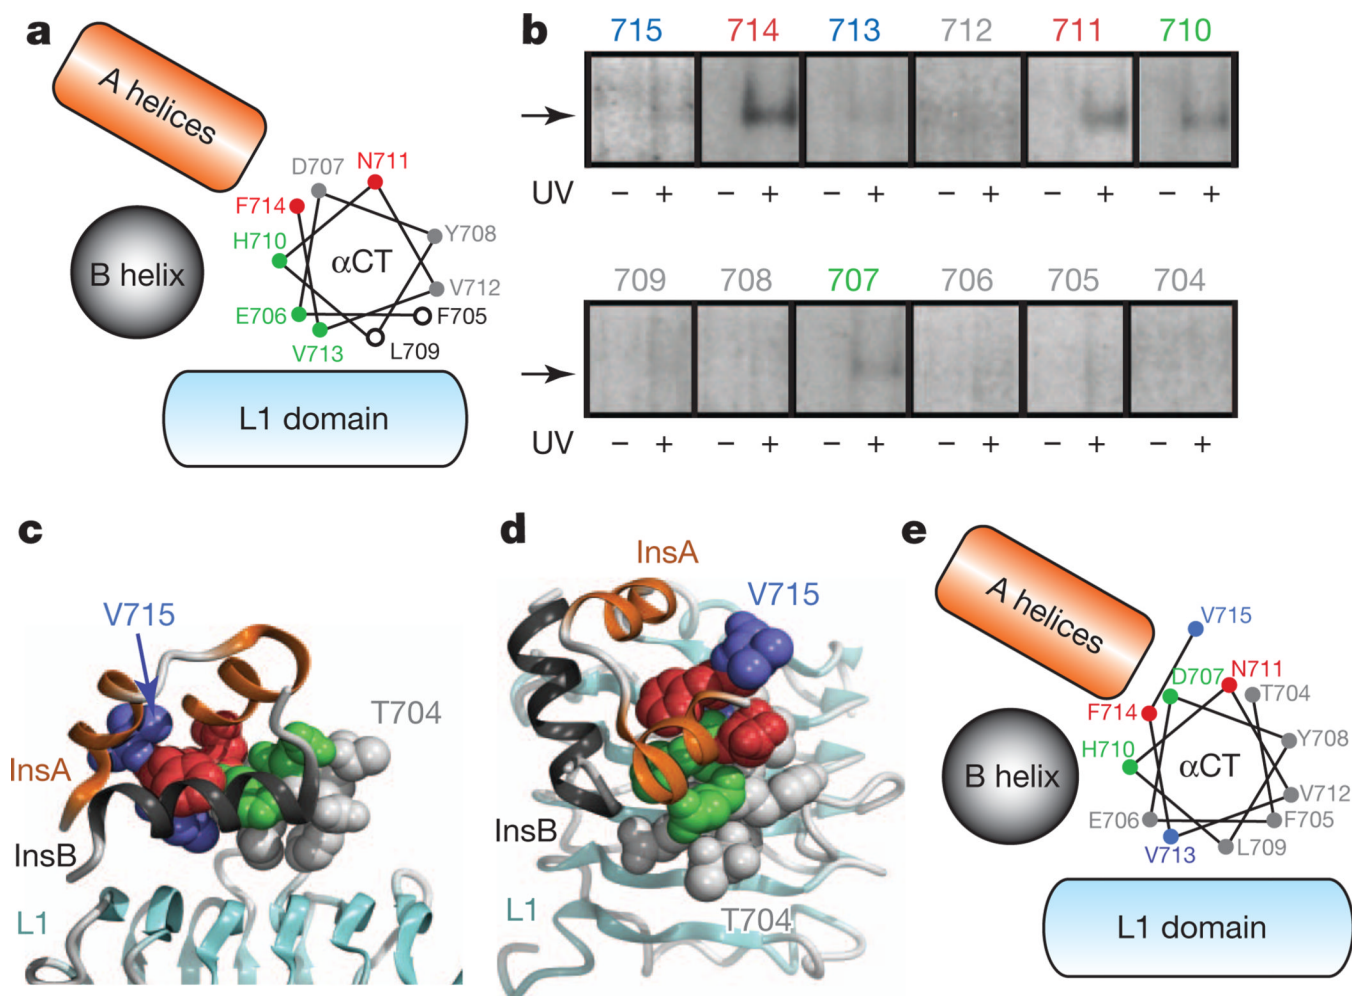 a
A helices
B helix
D707
N711
F714
H710
Y708
αCT
V712
E706
F705
V713
L709
L1 domain
b
715 714 713 712 711 710
UV − + − + − + − + − + − +
709 708 707 706 705 704
UV − + − + − + − + − + − +
c
V715
T704
InsA
InsB
L1
d
InsA
V715
InsB
L1
T704
e
A helices
V715
D707
N711
T704
F714
H710
Y708
B helix
αCT
V712
E706
F705
V713
L709
L1 domain